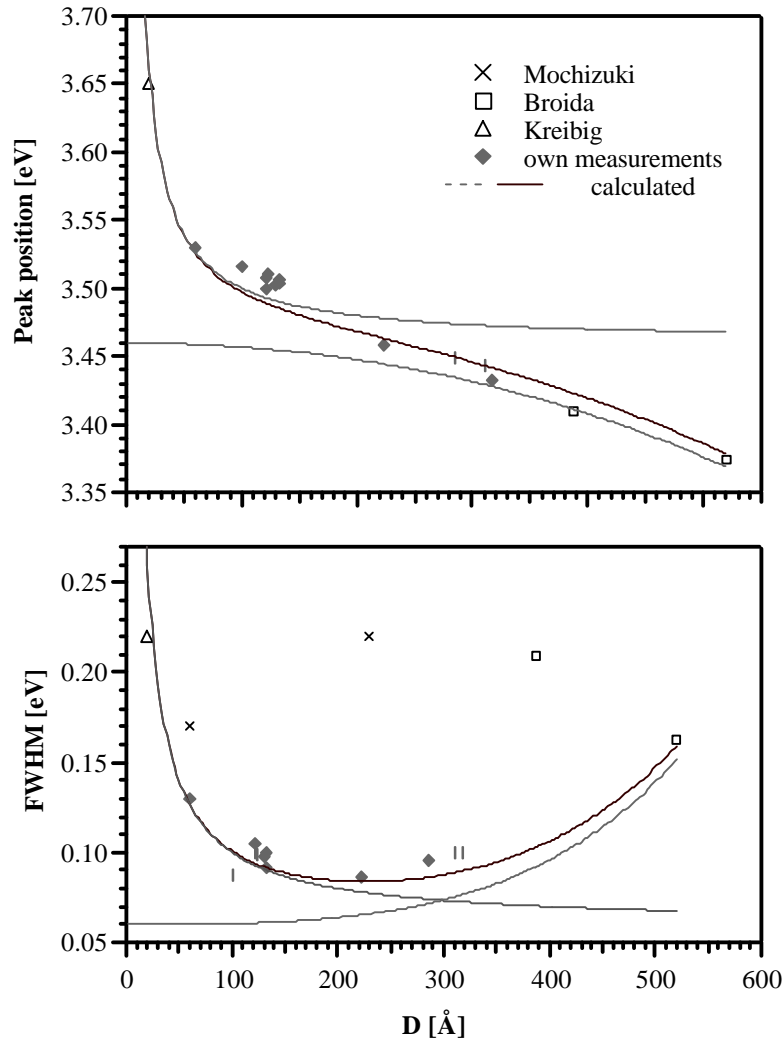 3.70
3.65
3.60
3.55
3.50
3.45
3.40
3.35
Peak position [eV]
Mochizuki
Broida
Kreibig
own measurements
calculated
0.25
0.20
0.15
0.10
0.05
FWHM [eV]
0 100 200 300 400 500 600
D [Å]